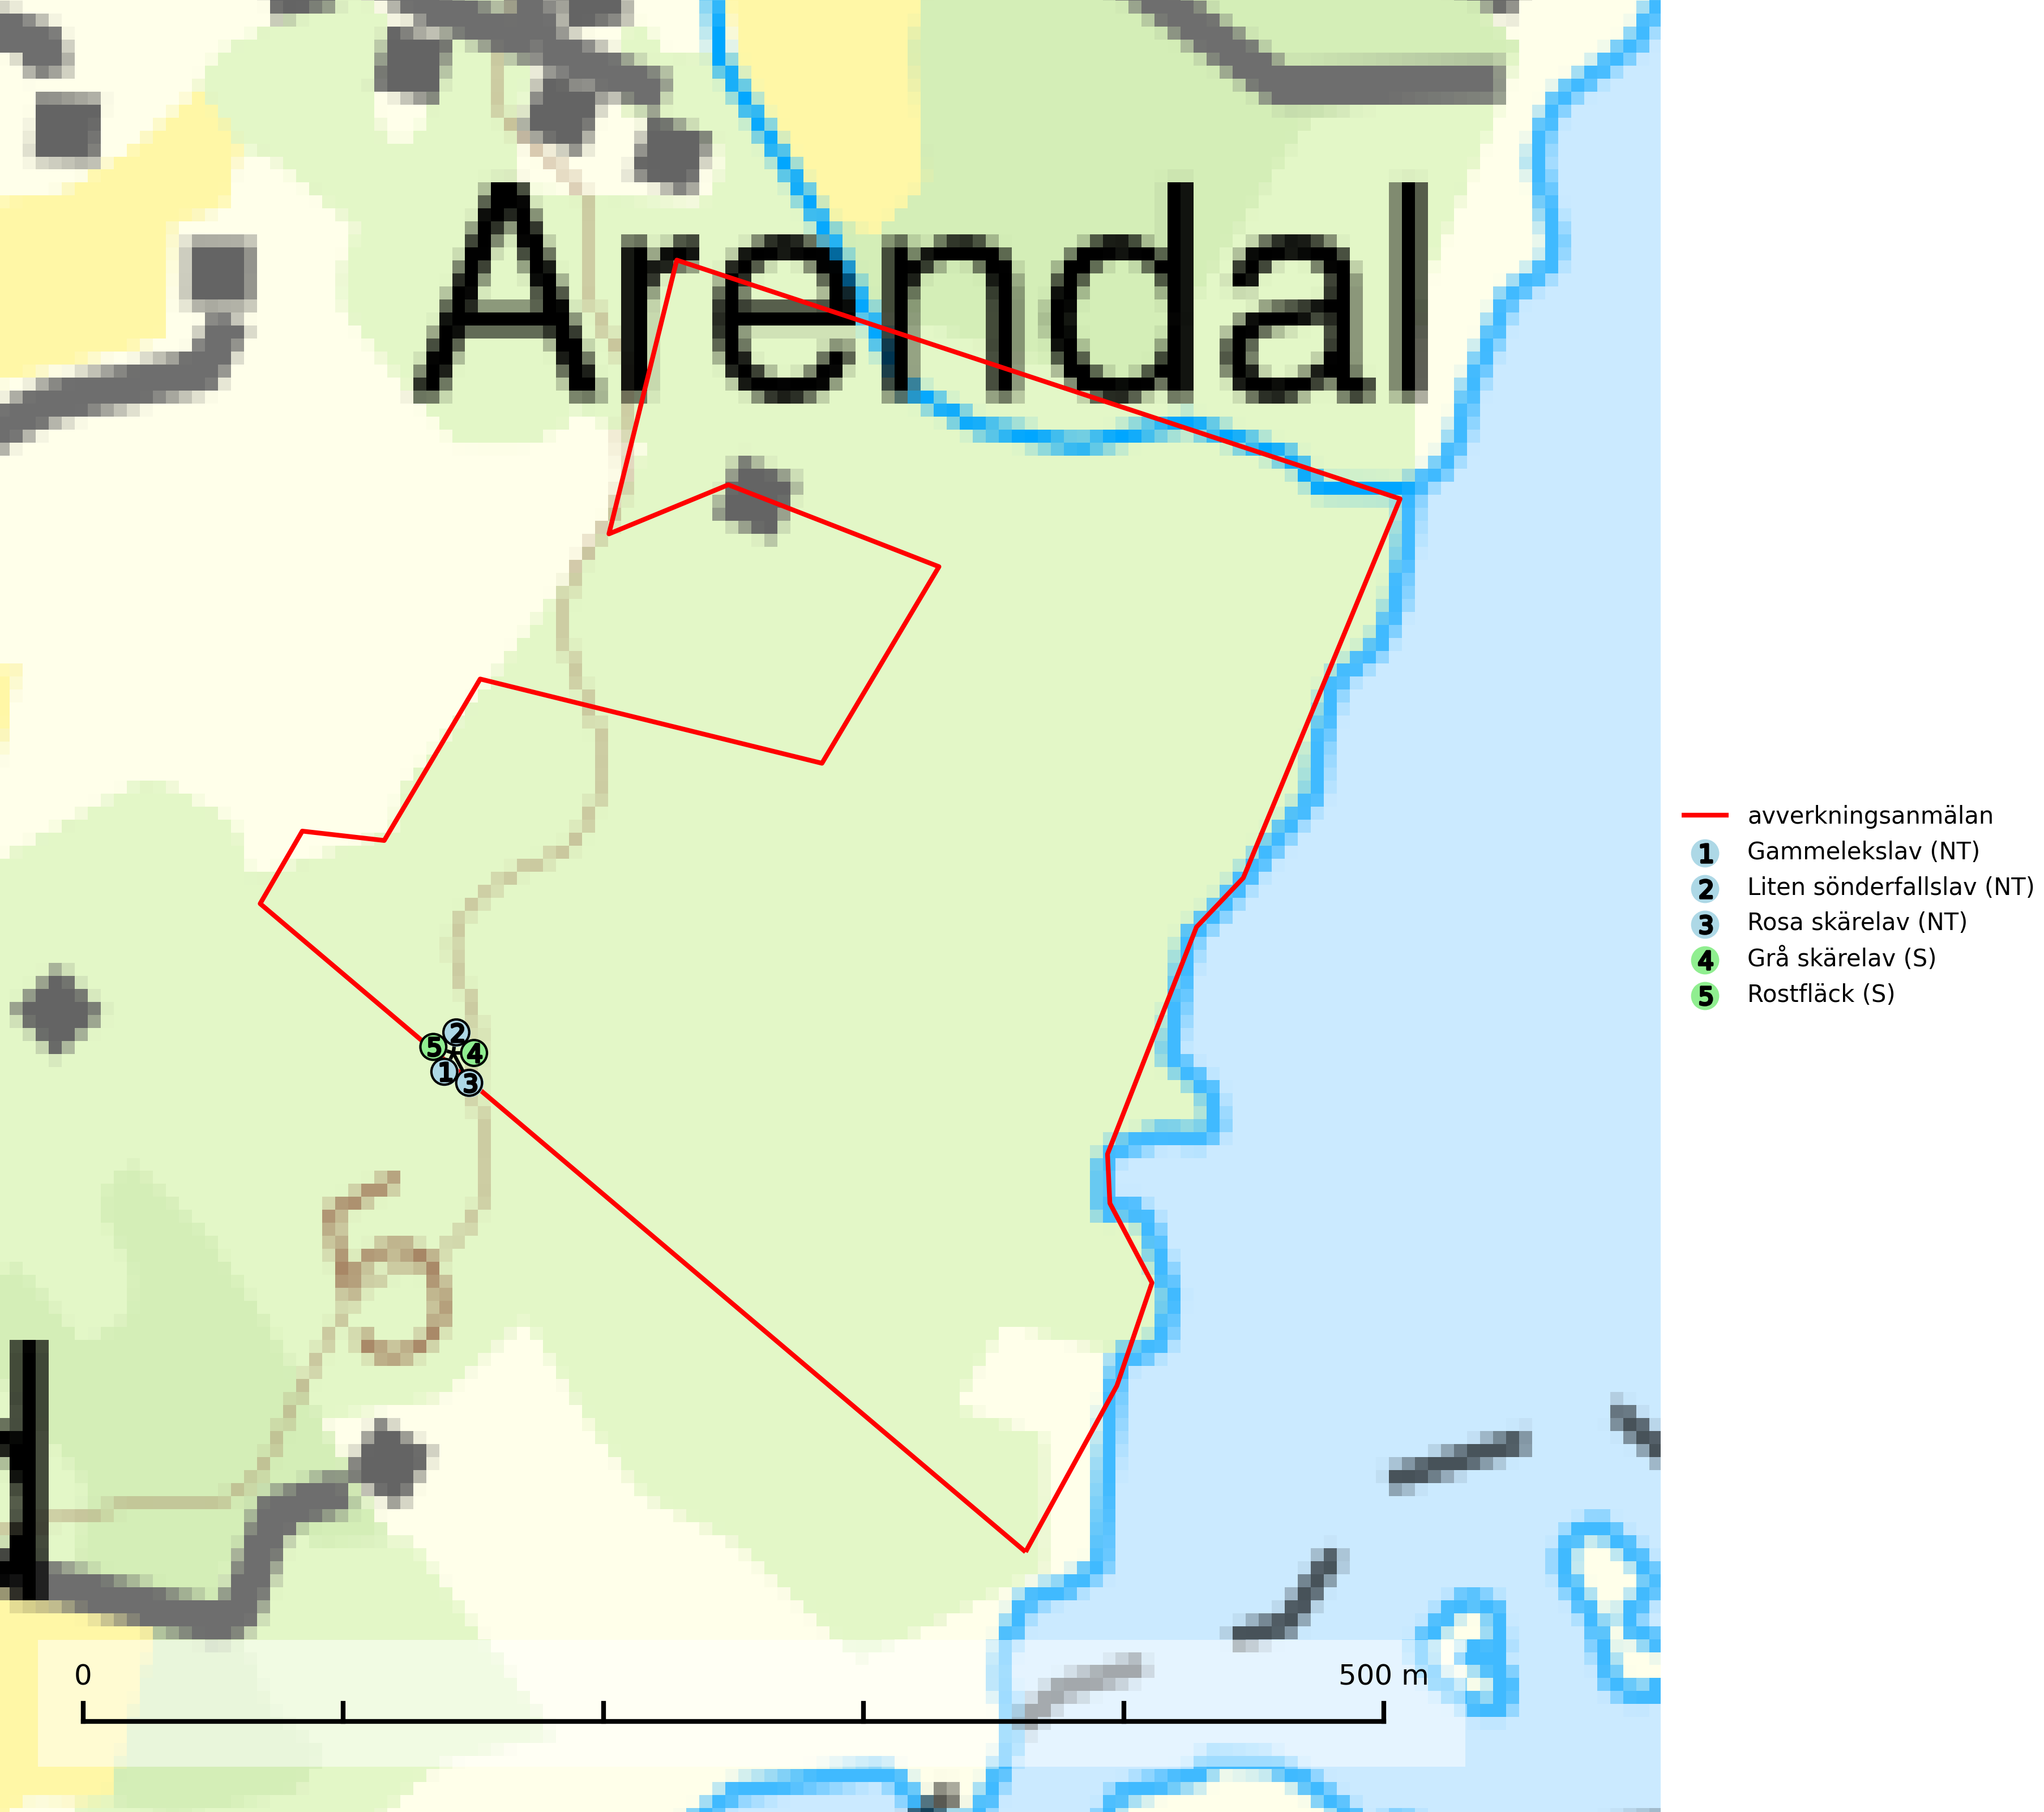 Arendal
avverkningsanmälan
1 Gammelekslav (NT)
2 Liten sönderfallslav (NT)
3 Rosa skärelav (NT)
4 Grå skärelav (S)
5 Rostfläck (S)
2
5 4
1 3
0 500 m